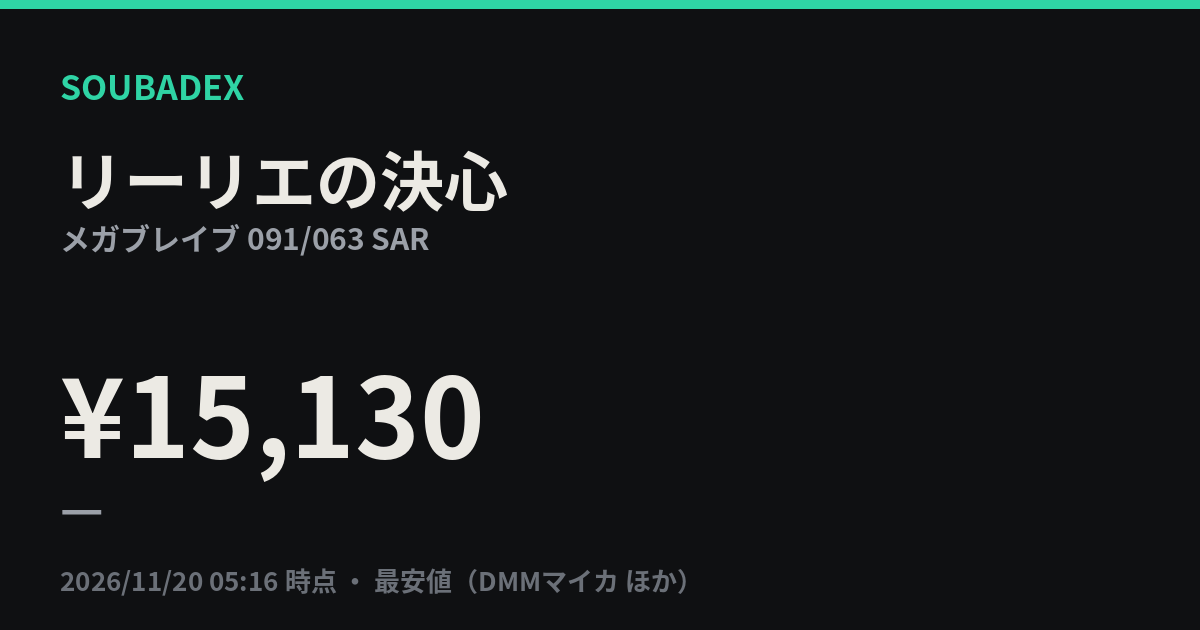 SOUBADEX
リーリエの決心
メガブレイブ 091/063 SAR
¥15,130
—
2026/11/20 05:16 時点 ・ 最安値（DMMマイカ ほか）